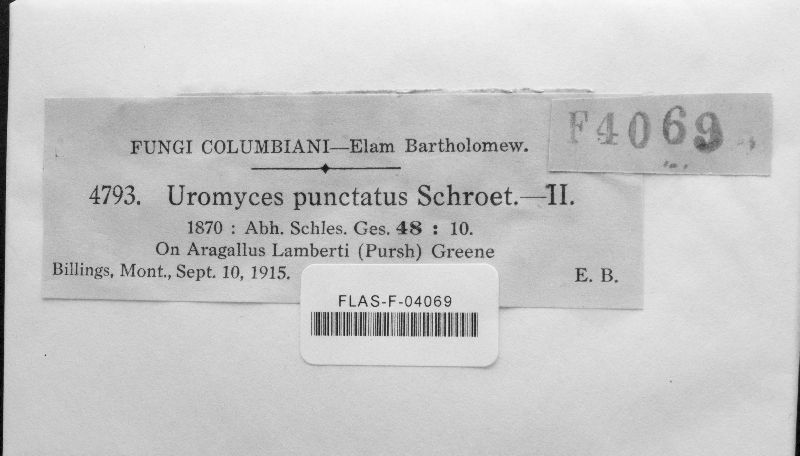 FUNGI COLUMBIANI—Elam Bartholomew.
F4069
4793. Uromyces punctatus Schroet.—II.
1870 : Abh. Schles. Ges. 48 : 10.
On Aragallus Lamberti (Pursh) Greene
Billings, Mont., Sept. 10, 1915. E. B.
FLAS-F-04069